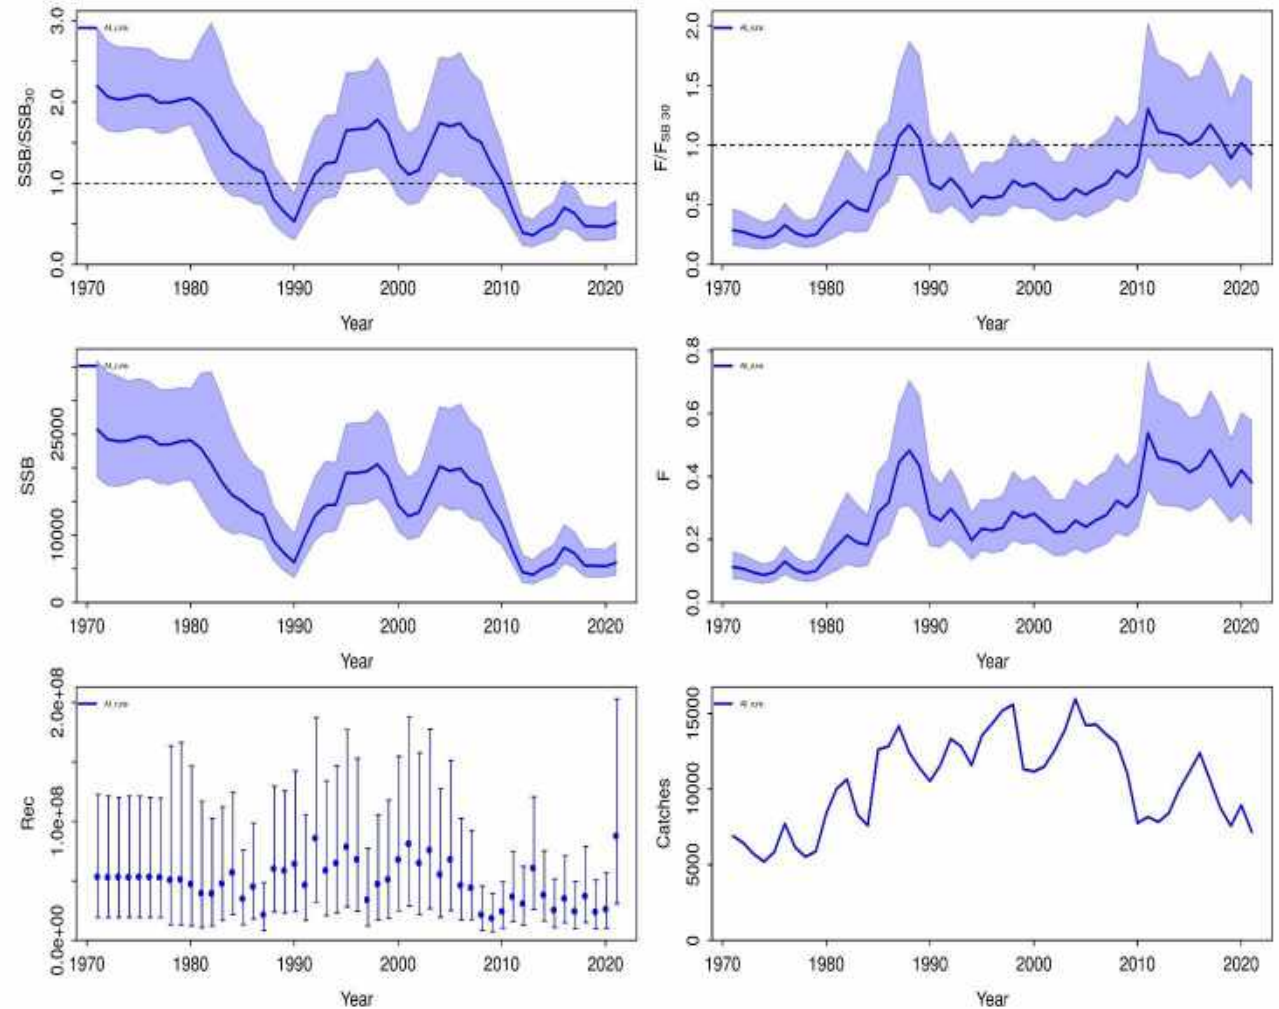 SSB/SSB30
0.0 1.0 2.0 3.0
1970 1980 1990 2000 2010 2020
Year
F/FSB 30
0.0 0.5 1.0 1.5 2.0
1970 1980 1990 2000 2010 2020
Year
SSB
0 10000 25000
1970 1980 1990 2000 2010 2020
Year
F
0.0 0.2 0.4 0.6 0.8
1970 1980 1990 2000 2010 2020
Year
Rec
0.0e+00 1.0e+08 2.0e+08
1970 1980 1990 2000 2010 2020
Year
Catches
0 5000 10000 15000
1970 1980 1990 2000 2010 2020
Year